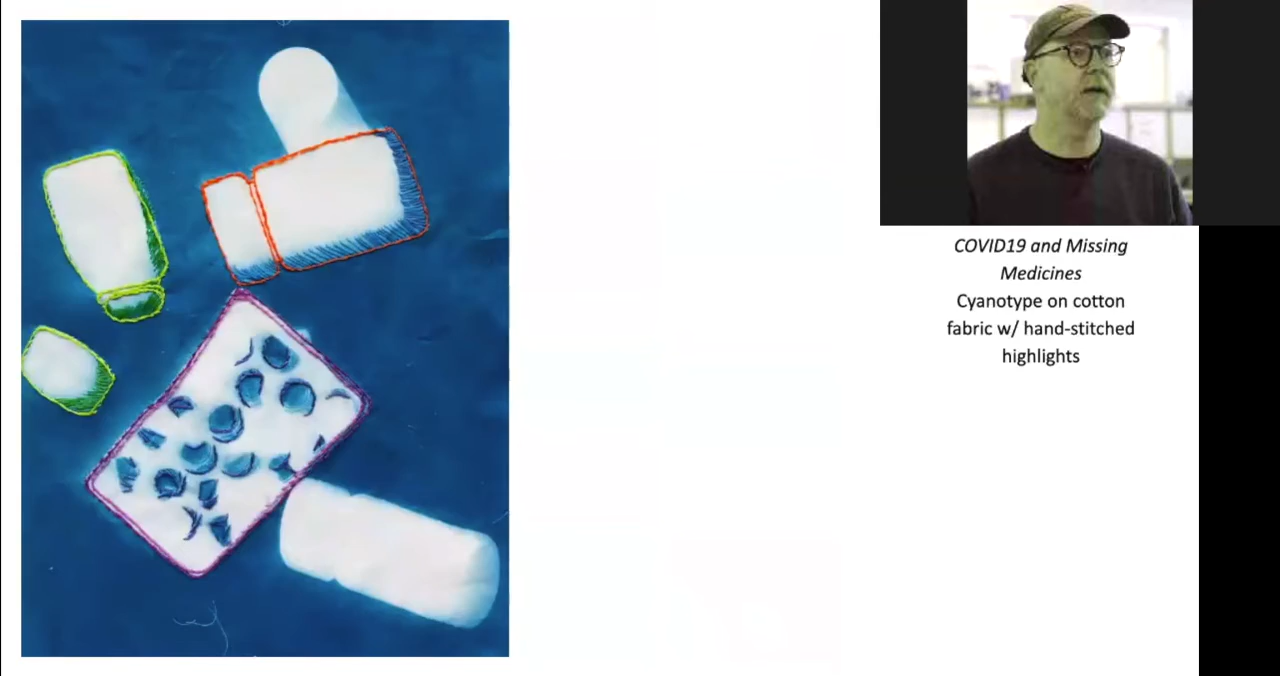 COVID19 and Missing
Medicines
Cyanotype on cotton
fabric w/ hand-stitched
highlights